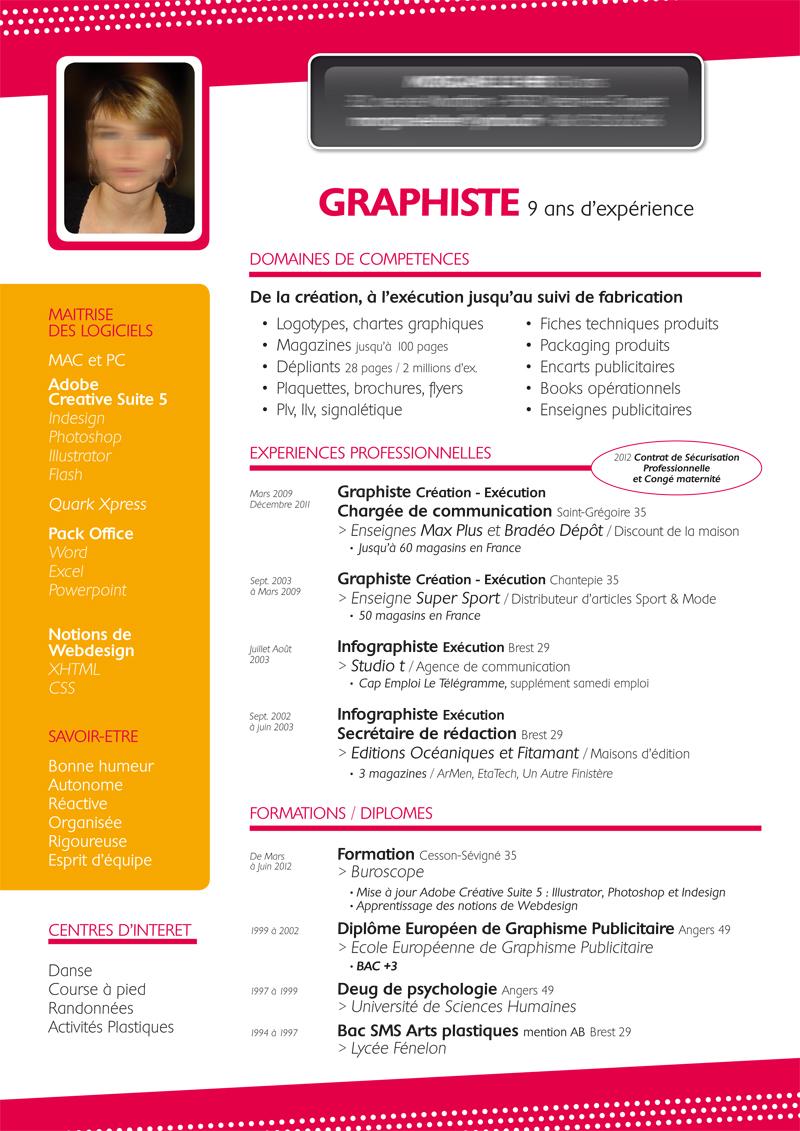 GRAPHISTE 9 ans d'expérience
MAITRISE
DES LOGICIELS
MAC et PC
Adobe
Creative Suite 5
Indesign
Photoshop
Illustrator
Flash
Quark Xpress
Pack Office
Word
Excel
Powerpoint
Notions de
Webdesign
XHTML
CSS
SAVOIR-ETRE
Bonne humeur
Autonome
Réactive
Organisée
Rigoureuse
Esprit d'équipe
CENTRES D'INTERET
Danse
Course à pied
Randonnées
Activités Plastiques
DOMAINES DE COMPETENCES
De la création, à l'exécution jusqu'au suivi de fabrication
• Logotypes, chartes graphiques
• Magazines jusqu'à 100 pages
• Dépliants 28 pages / 2 millions d'ex.
• Plaquettes, brochures, flyers
• Plv, Ilv, signalétique
• Fiches techniques produits
• Packaging produits
• Encarts publicitaires
• Books opérationnels
• Enseignes publicitaires
EXPERIENCES PROFESSIONNELLES
2012 Contrat de Sécurisation
Professionnelle
et Congé maternité
Mars 2009
Décembre 2011
Graphiste Création - Exécution
Chargée de communication Saint-Grégoire 35
> Enseignes Max Plus et Bradéo Dépôt / Discount de la maison
• Jusqu'à 60 magasins en France
Sept. 2003
à Mars 2009
Graphiste Création - Exécution Chantepie 35
> Enseigne Super Sport / Distributeur d'articles Sport & Mode
• 50 magasins en France
Juillet Août
2003
Infographiste Exécution Brest 29
> Studio t / Agence de communication
• Cap Emploi Le Télégramme, supplément samedi emploi
Sept. 2002
à juin 2003
Infographiste Exécution
Secrétaire de rédaction Brest 29
> Editions Océaniques et Fitamant / Maisons d'édition
• 3 magazines / ArMen, EtaTech, Un Autre Finistère
FORMATIONS / DIPLOMES
De Mars
à Juin 2012
Formation Cesson-Sévigné 35
> Buroscope
• Mise à jour Adobe Créative Suite 5 : Illustrator, Photoshop et Indesign
• Apprentissage des notions de Webdesign
1999 à 2002
Diplôme Européen de Graphisme Publicitaire Angers 49
> Ecole Européenne de Graphisme Publicitaire
• BAC +3
1997 à 1999
Deug de psychologie Angers 49
> Université de Sciences Humaines
1994 à 1997
Bac SMS Arts plastiques mention AB Brest 29
> Lycée Fénelon